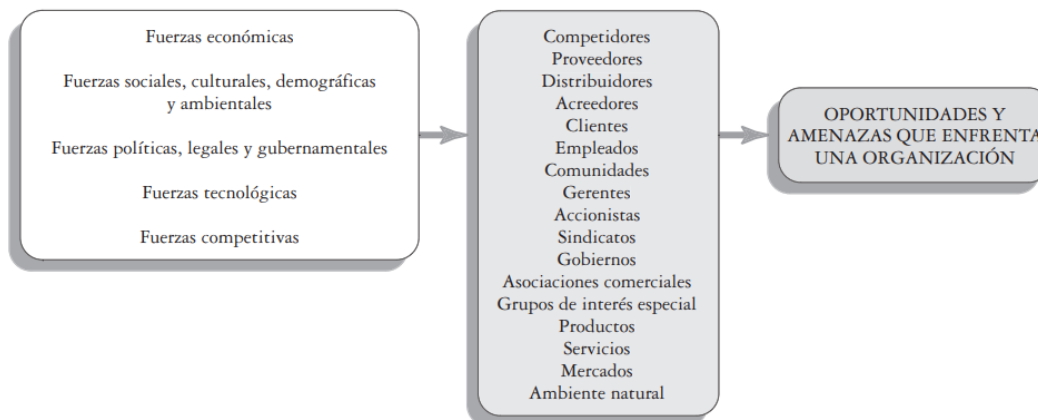 Fuerzas económicas
Fuerzas sociales, culturales, demográficas
y ambientales
Fuerzas políticas, legales y gubernamentales
Fuerzas tecnológicas
Fuerzas competitivas
Competidores
Proveedores
Distribuidores
Acreedores
Clientes
Empleados
Comunidades
Gerentes
Accionistas
Sindicatos
Gobiernos
Asociaciones comerciales
Grupos de interés especial
Productos
Servicios
Mercados
Ambiente natural
OPORTUNIDADES Y
AMENAZAS QUE ENFRENTA
UNA ORGANIZACIÓN